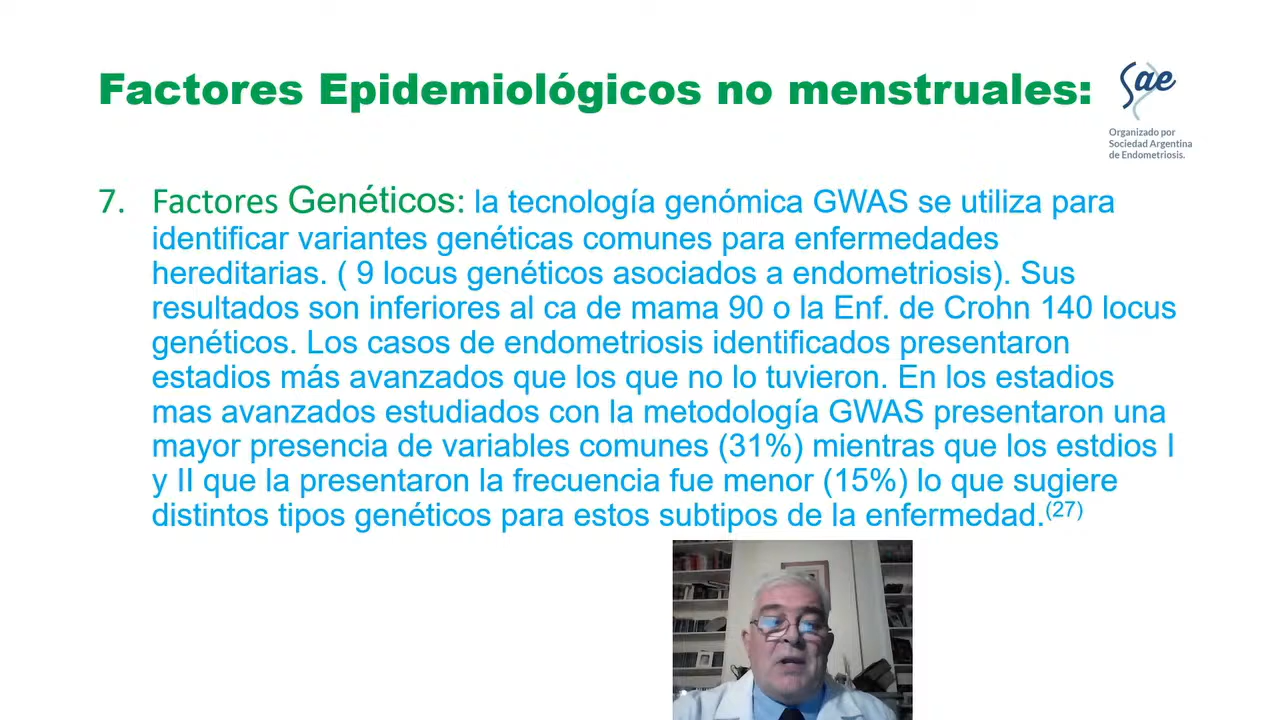 Factores Epidemiológicos no menstruales:
Sae
Organizado por
Sociedad Argentina
de Endometriosis.
7. Factores Genéticos: la tecnología genómica GWAS se utiliza para
identificar variantes genéticas comunes para enfermedades
hereditarias. ( 9 locus genéticos asociados a endometriosis). Sus
resultados son inferiores al ca de mama 90 o la Enf. de Crohn 140 locus
genéticos. Los casos de endometriosis identificados presentaron
estadios más avanzados que los que no lo tuvieron. En los estadios
mas avanzados estudiados con la metodología GWAS presentaron una
mayor presencia de variables comunes (31%) mientras que los estdios I
y II que la presentaron la frecuencia fue menor (15%) lo que sugiere
distintos tipos genéticos para estos subtipos de la enfermedad.(27)